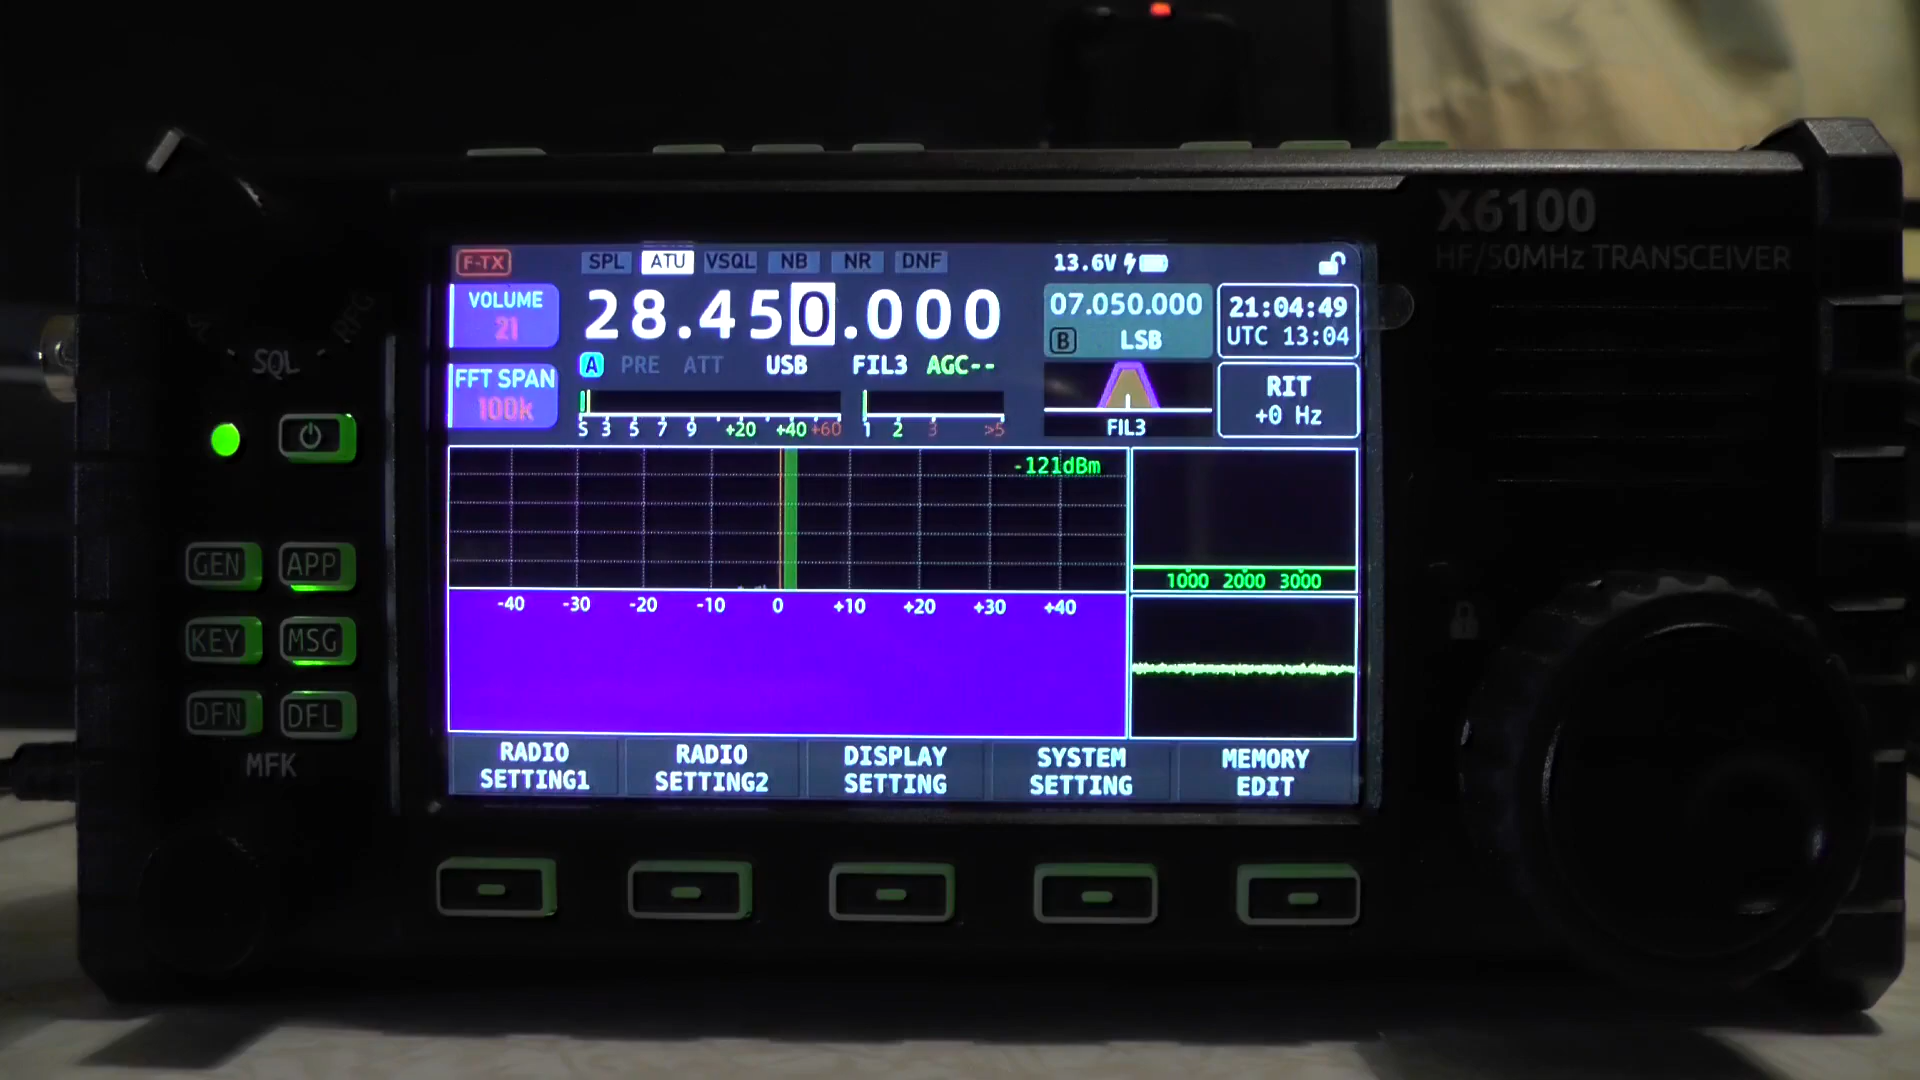 X6100
HF/50MHz TRANSCEIVER
F-TX SPL ATU VSQL NB NR DNF 13.6V
VOLUME
21
28.450.000
07.050.000
B LSB
21:04:49
UTC 13:04
A PRE ATT USB FIL3 AGC--
FFT SPAN
100k
S 3 5 7 9 +20 +40 +60 1 2 3 >5
FIL3
RIT
+0 Hz
-121dBm
-40 -30 -20 -10 0 +10 +20 +30 +40
1000 2000 3000
RADIO
SETTING1
RADIO
SETTING2
DISPLAY
SETTING
SYSTEM
SETTING
MEMORY
EDIT
RFG
SQL
GEN APP
KEY MSG
DFN DFL
MFK